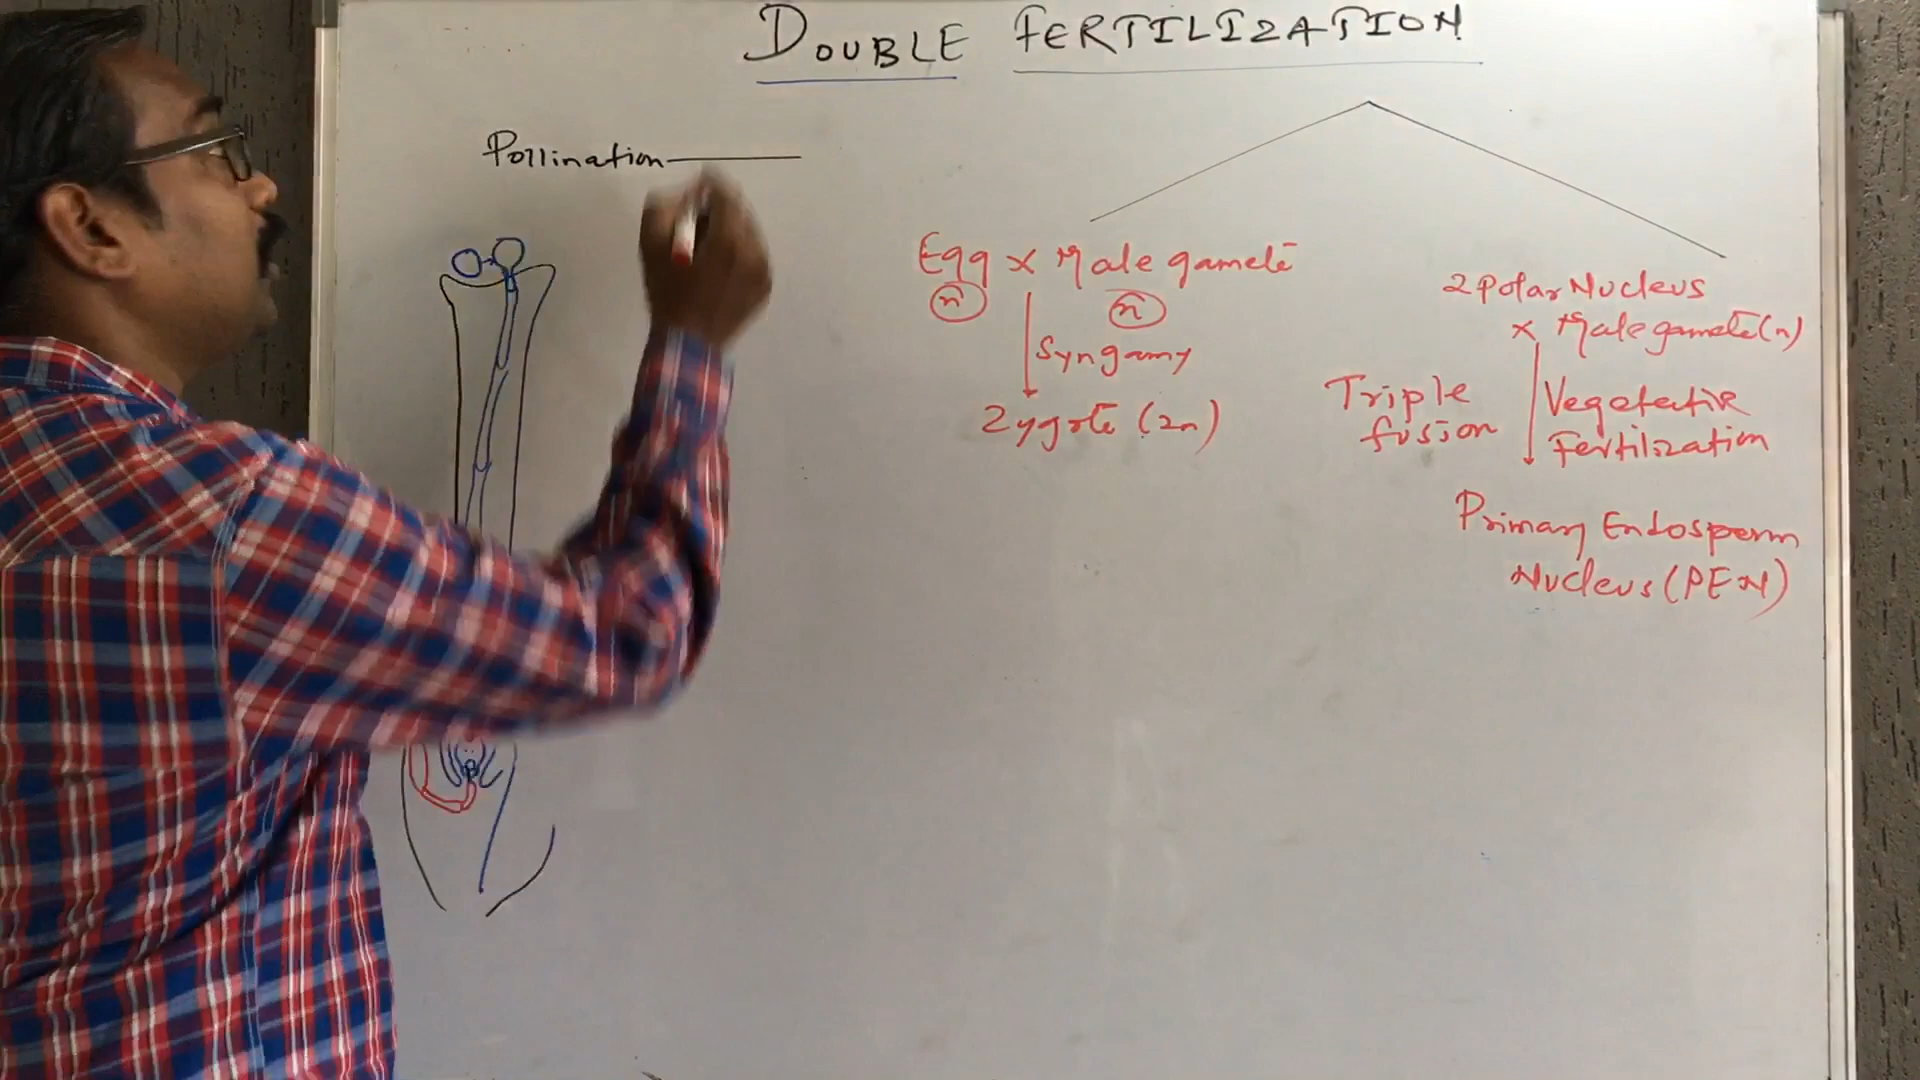 DOUBLE FERTILIZATION
Pollination
Egg x Male gamete
n n
Syngamy
Zygote (2n)
2 Polar Nucleus
x Male gamete (n)
Triple fusion
Vegetative
Fertilization
Primary Endosperm
Nucleus (PEN)